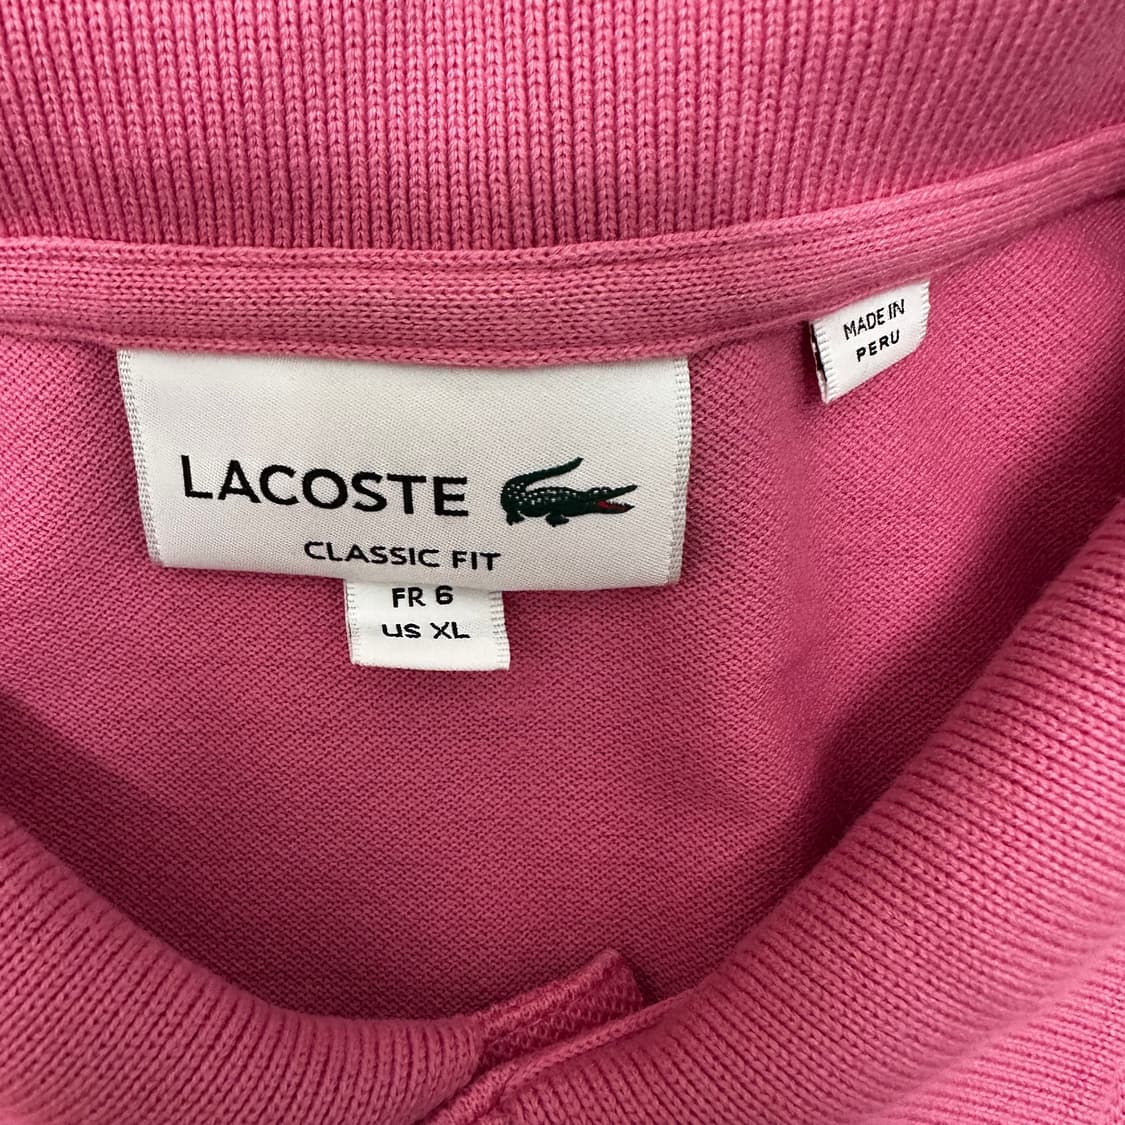 MADE IN
PERU
LACOSTE
CLASSIC FIT
FR 6
US XL